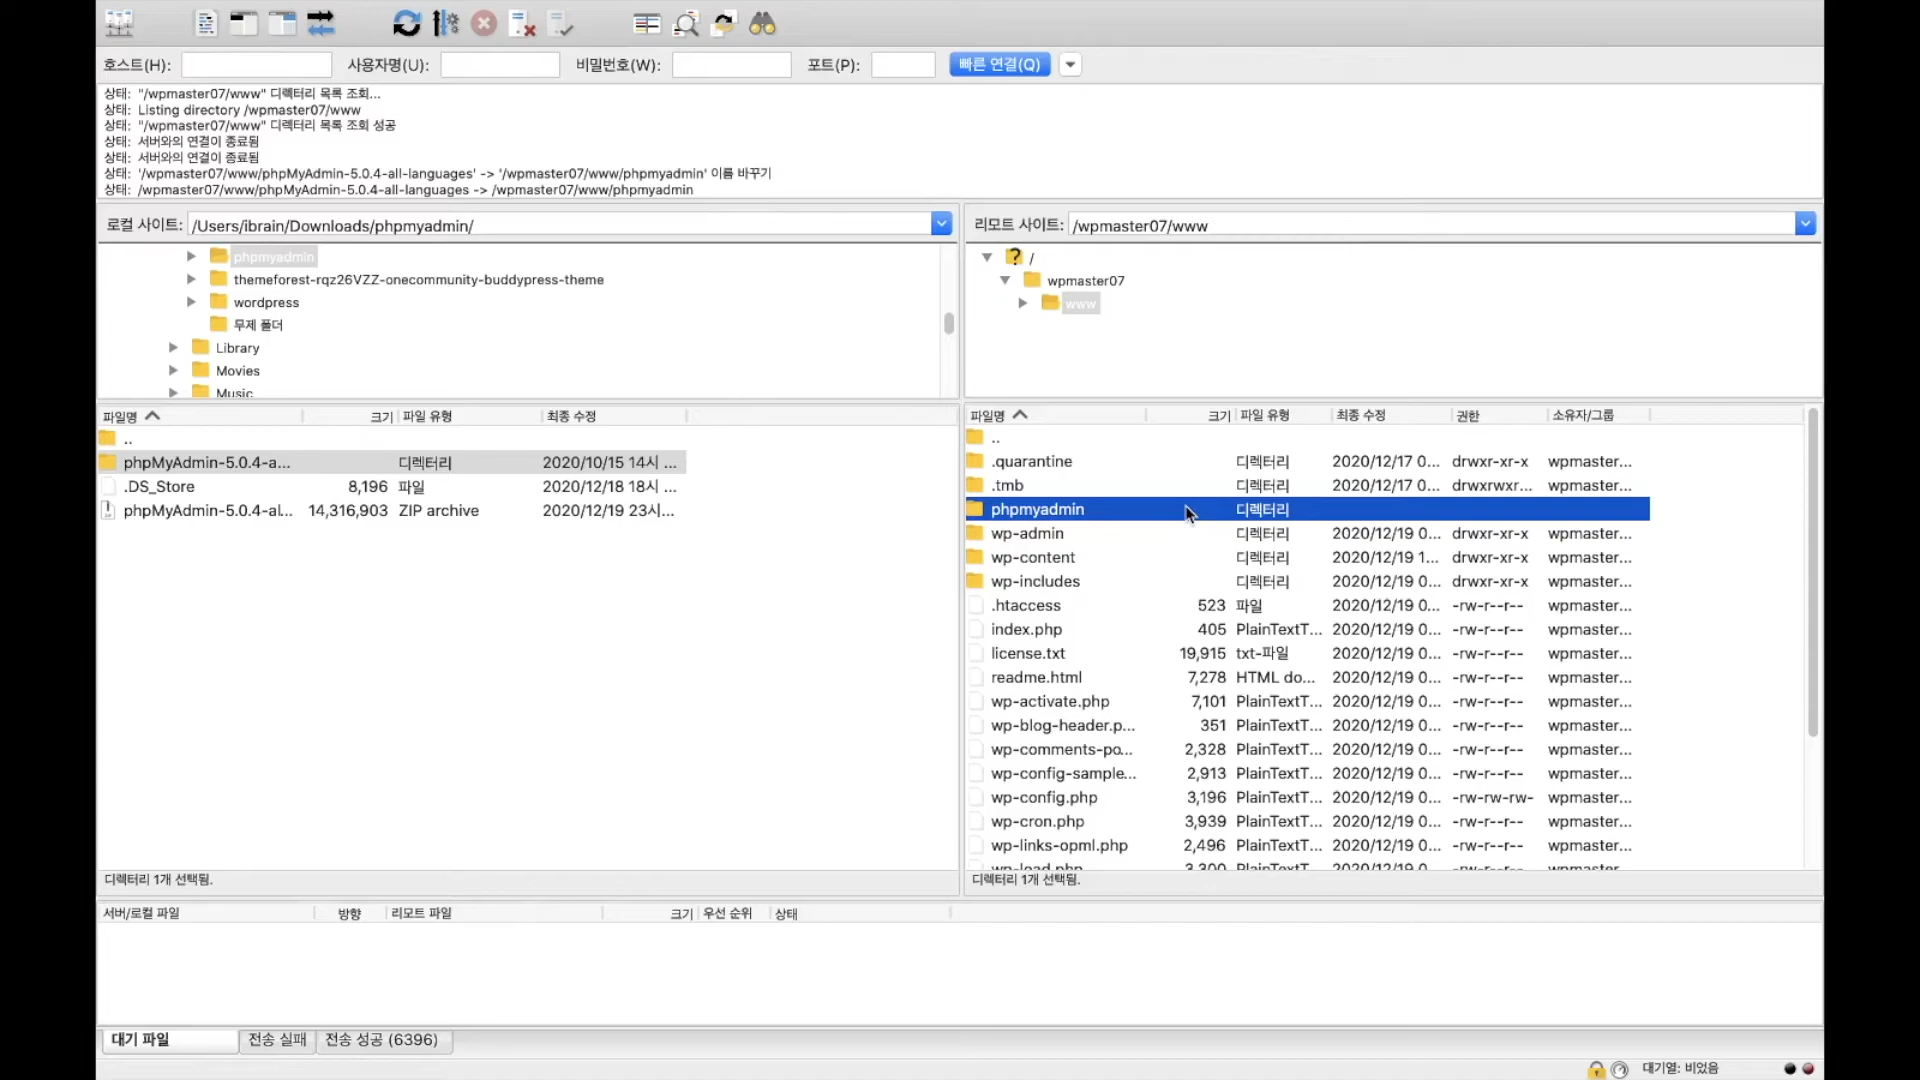 호스트(H): 사용자명(U): 비밀번호(W): 포트(P): 빠른 연결(Q)
상태: "/wpmaster07/www" 디렉터리 목록 조회...
상태: Listing directory /wpmaster07/www
상태: "/wpmaster07/www" 디렉터리 목록 조회 성공
상태: 서버와의 연결이 종료됨
상태: 서버와의 연결이 종료됨
상태: '/wpmaster07/www/phpMyAdmin-5.0.4-all-languages' -> '/wpmaster07/www/phpmyadmin' 이름 바꾸기
상태: /wpmaster07/www/phpMyAdmin-5.0.4-all-languages -> /wpmaster07/www/phpmyadmin
로컬 사이트: /Users/ibrain/Downloads/phpmyadmin/
phpmyadmin
themeforest-rqz26VZZ-onecommunity-buddypress-theme
wordpress
무제 폴더
Library
Movies
Music
파일명 크기 파일 유형 최종 수정
..
phpMyAdmin-5.0.4-a... 디렉터리 2020/10/15 14시 ...
.DS_Store 8,196 파일 2020/12/18 18시 ...
phpMyAdmin-5.0.4-al... 14,316,903 ZIP archive 2020/12/19 23시...
디렉터리 1개 선택됨.
리모트 사이트: /wpmaster07/www
/
wpmaster07
www
파일명 크기 파일 유형 최종 수정 권한 소유자/그룹
..
.quarantine 디렉터리 2020/12/17 0... drwxr-xr-x wpmaster...
.tmb 디렉터리 2020/12/17 0... drwxrwxr... wpmaster...
phpmyadmin 디렉터리
wp-admin 디렉터리 2020/12/19 0... drwxr-xr-x wpmaster...
wp-content 디렉터리 2020/12/19 1... drwxr-xr-x wpmaster...
wp-includes 디렉터리 2020/12/19 0... drwxr-xr-x wpmaster...
.htaccess 523 파일 2020/12/19 0... -rw-r--r-- wpmaster...
index.php 405 PlainTextT... 2020/12/19 0... -rw-r--r-- wpmaster...
license.txt 19,915 txt-파일 2020/12/19 0... -rw-r--r-- wpmaster...
readme.html 7,278 HTML do... 2020/12/19 0... -rw-r--r-- wpmaster...
wp-activate.php 7,101 PlainTextT... 2020/12/19 0... -rw-r--r-- wpmaster...
wp-blog-header.p... 351 PlainTextT... 2020/12/19 0... -rw-r--r-- wpmaster...
wp-comments-po... 2,328 PlainTextT... 2020/12/19 0... -rw-r--r-- wpmaster...
wp-config-sample... 2,913 PlainTextT... 2020/12/19 0... -rw-r--r-- wpmaster...
wp-config.php 3,196 PlainTextT... 2020/12/19 0... -rw-rw-rw- wpmaster...
wp-cron.php 3,939 PlainTextT... 2020/12/19 0... -rw-r--r-- wpmaster...
wp-links-opml.php 2,496 PlainTextT... 2020/12/19 0... -rw-r--r-- wpmaster...
wp-load.php 3,300 PlainTextT... 2020/12/19 0... -rw-r--r-- wpmaster...
디렉터리 1개 선택됨.
서버/로컬 파일 방향 리모트 파일 크기 우선 순위 상태
대기 파일 전송 실패 전송 성공 (6396)
대기열: 비었음